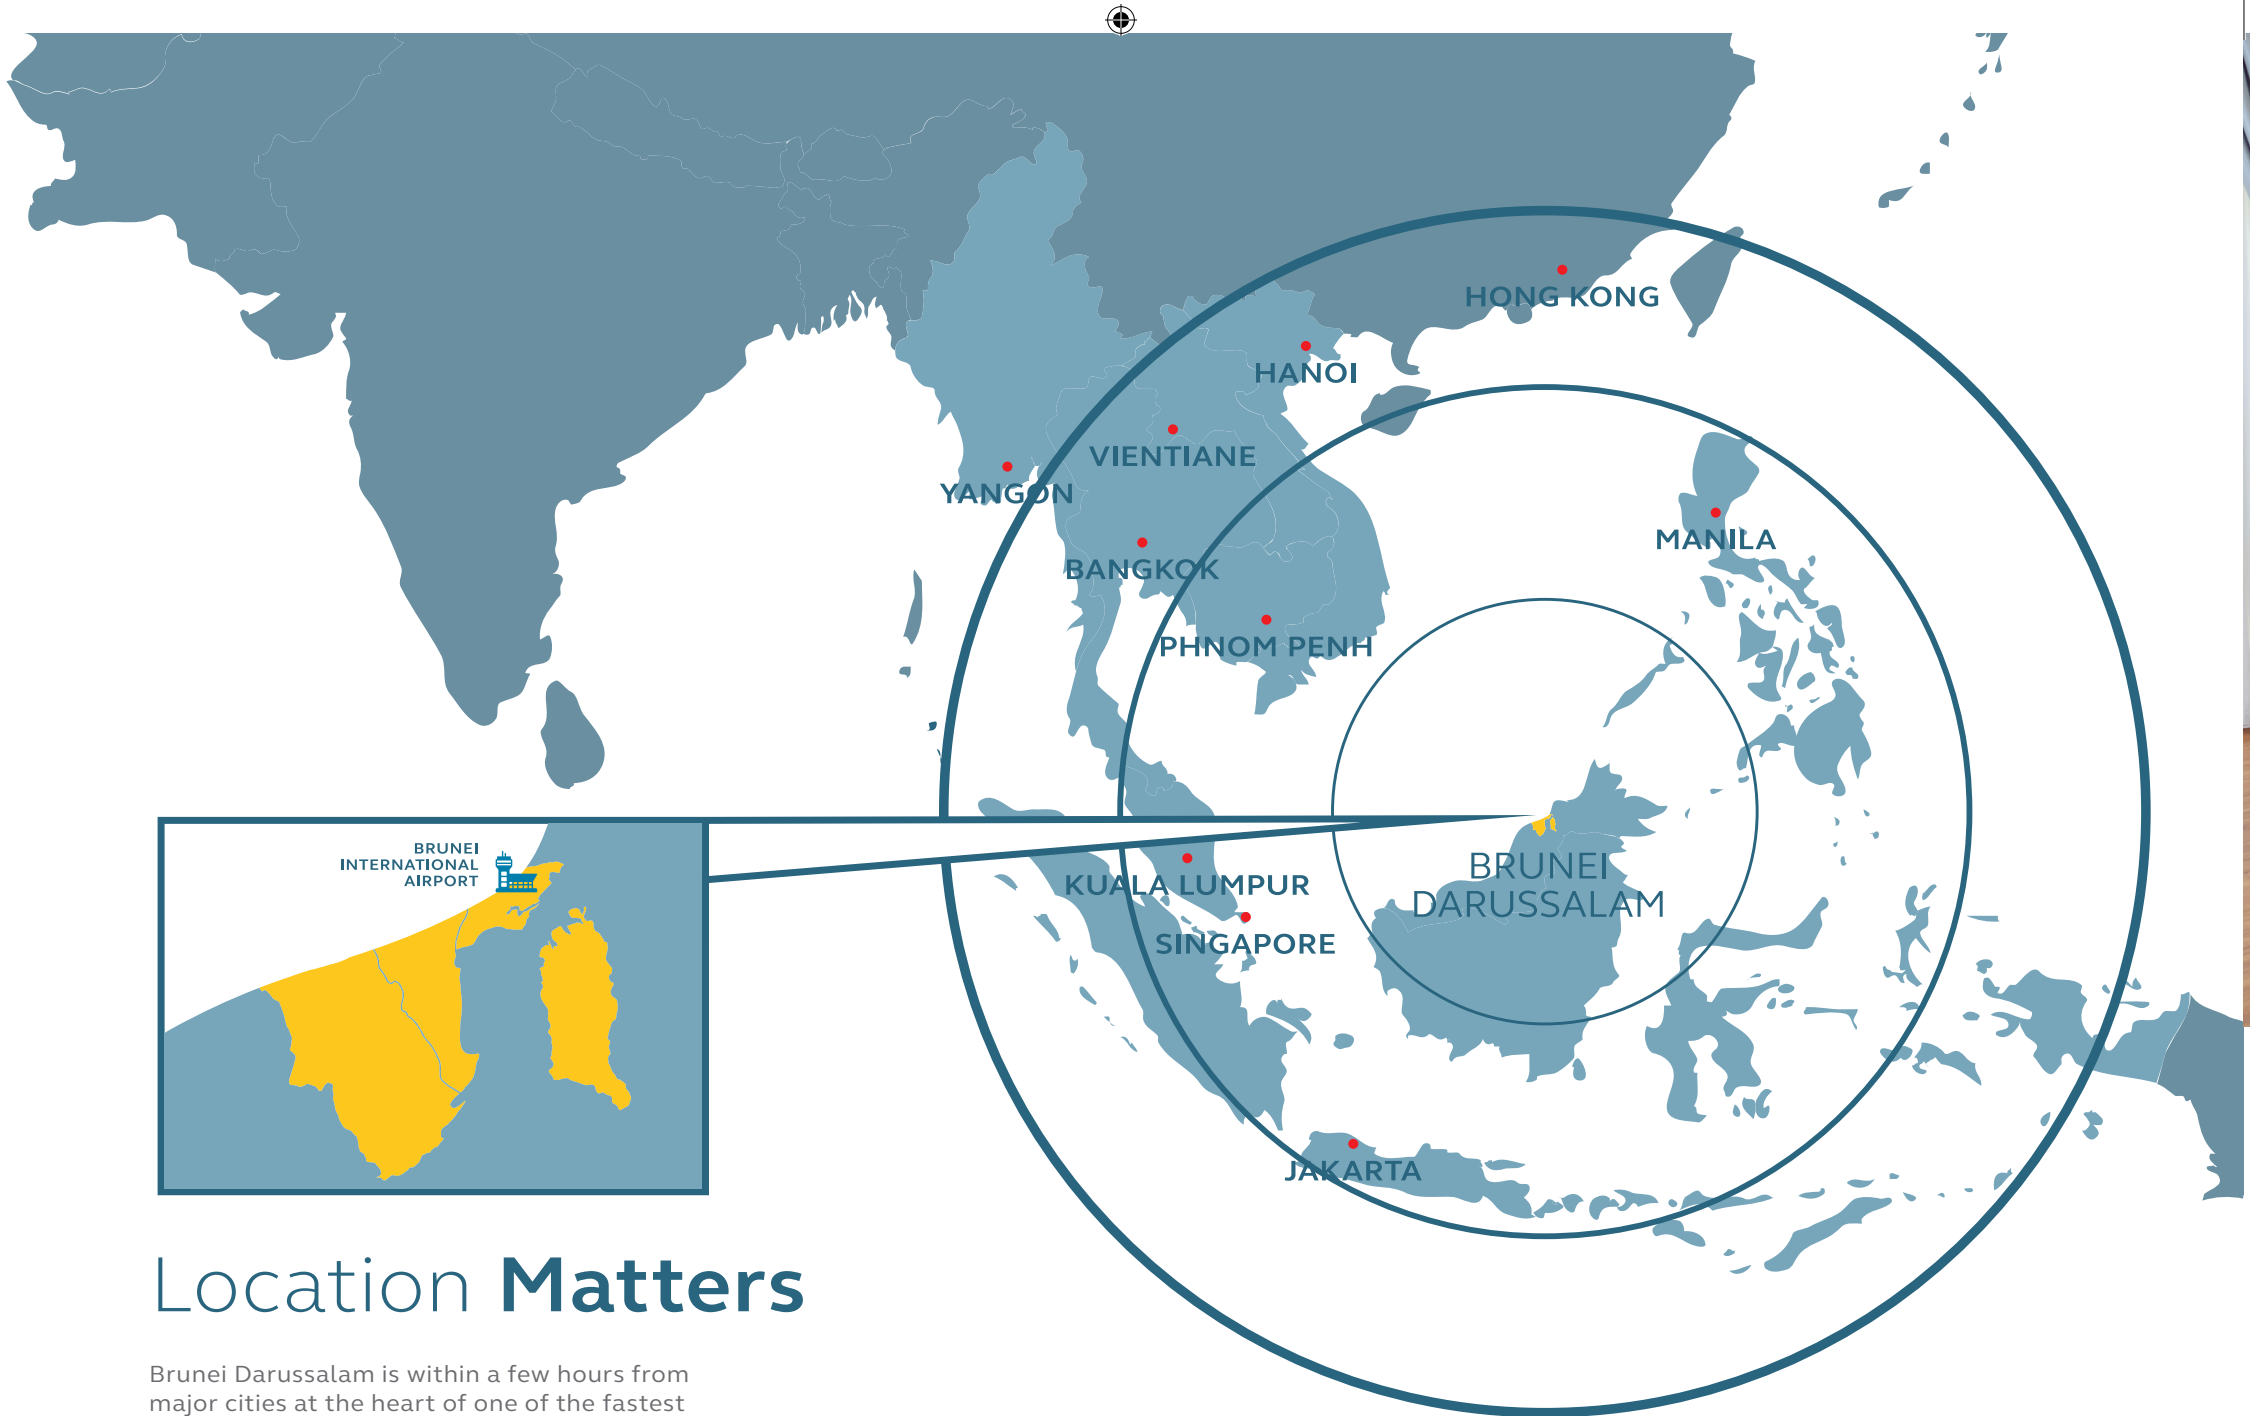 HONG KONG
HANOI
VIENTIANE
YANGON
MANILA
BANGKOK
PHNOM PENH
BRUNEI
INTERNATIONAL
AIRPORT
BRUNEI
DARUSSALAM
KUALA LUMPUR
SINGAPORE
JAKARTA
Location Matters
Brunei Darussalam is within a few hours from
major cities at the heart of one of the fastest